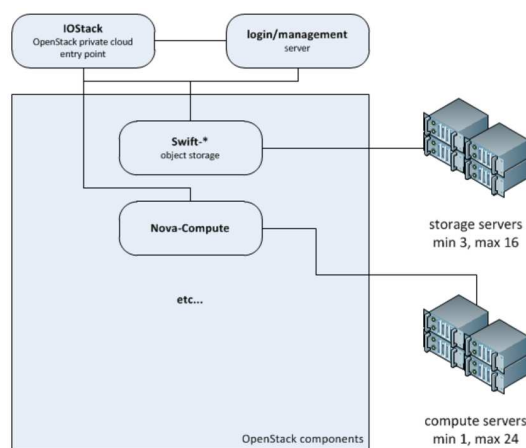 IOStack
OpenStack private cloud
entry point
login/management
server
Swift-*
object storage
storage servers
min 3, max 16
Nova-Compute
etc...
compute servers
min 1, max 24
OpenStack components